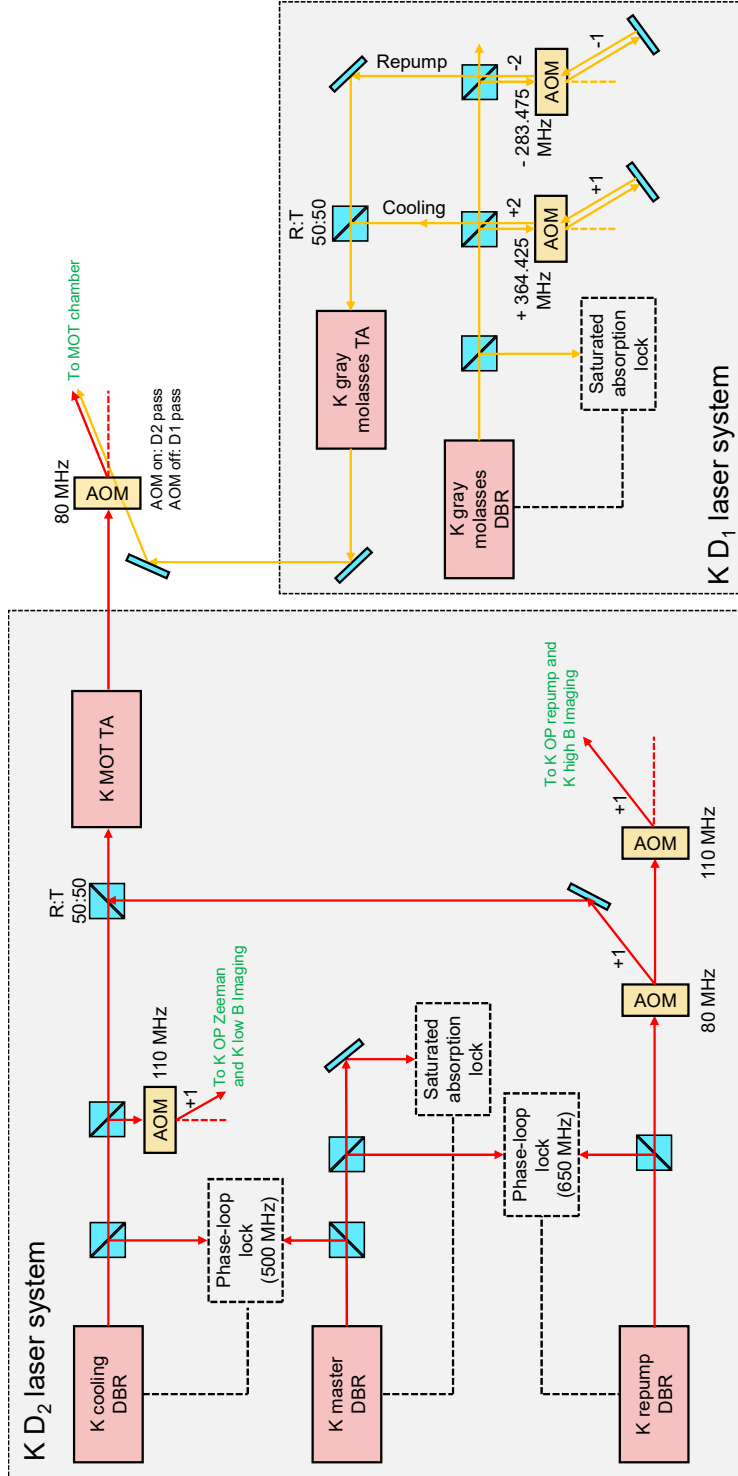 K D2 laser system
K cooling
DBR
K master
DBR
K repump
DBR
Phase-loop
lock
(500 MHz)
Phase-loop
lock
(650 MHz)
Saturated
absorption
lock
AOM
110 MHz
+1
To K OP Zeeman
and K low B Imaging
R:T
50:50
K MOT TA
AOM
80 MHz
+1
AOM
110 MHz
+1
To K OP repump and
K high B Imaging
80 MHz
AOM
AOM on: D2 pass
AOM off: D1 pass
To MOT chamber
K D1 laser system
K gray
molasses
DBR
K gray
molasses TA
Saturated
absorption
lock
R:T
50:50
Cooling
Repump
+ 364.425
MHz
+2
AOM
+1
- 283.475
MHz
-2
AOM
-1